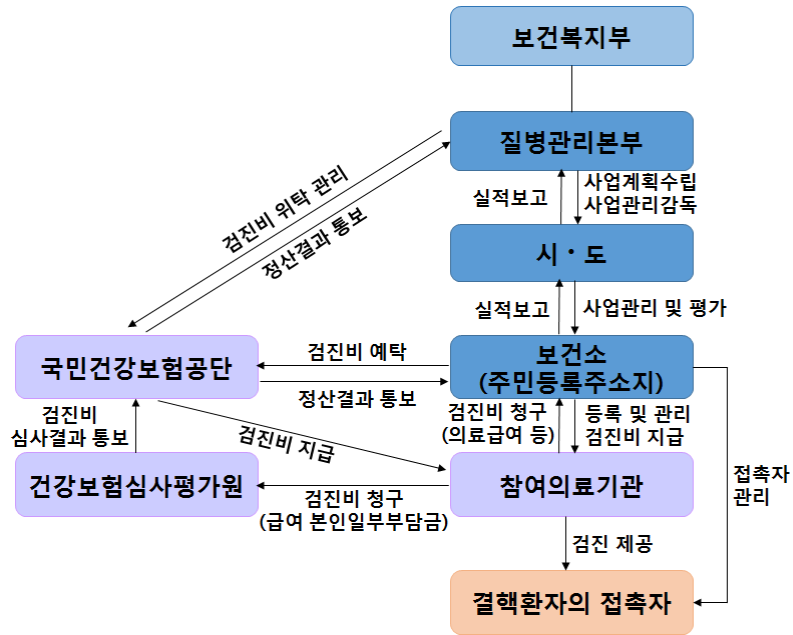 보건복지부
질병관리본부
검진비 위탁 관리
정산결과 통보
실적보고
사업계획수립
사업관리감독
시・도
실적보고
사업관리 및 평가
국민건강보험공단
검진비 예탁
정산결과 통보
보건소
(주민등록주소지)
검진비
심사결과 통보
검진비 지급
검진비 청구
(의료급여 등)
등록 및 관리
검진비 지급
접촉자
관리
건강보험심사평가원
검진비 청구
(급여 본인일부부담금)
참여의료기관
검진 제공
결핵환자의 접촉자